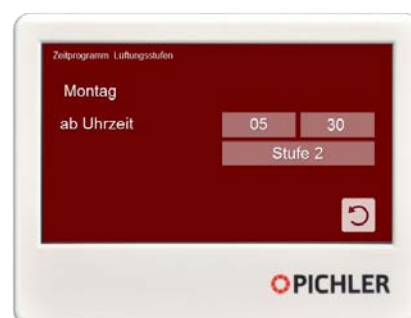 Zeitprogramm Lüftungsstufen
Montag
ab Uhrzeit 05 30
Stufe 2
PICHLER